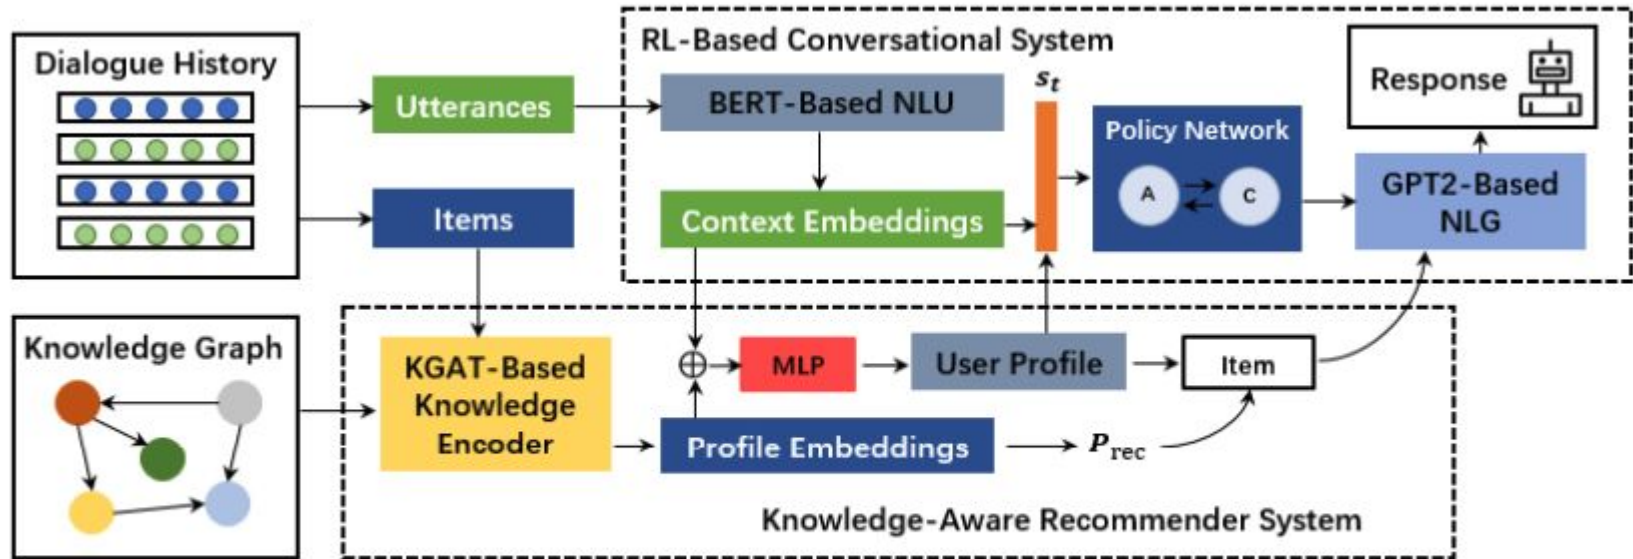 Dialogue History
Utterances
Items
RL-Based Conversational System
BERT-Based NLU
Context Embeddings
s_t
Policy Network
A
C
Response
GPT2-Based
NLG
Knowledge Graph
KGAT-Based
Knowledge
Encoder
⊕
MLP
User Profile
Item
Profile Embeddings
P_rec
Knowledge-Aware Recommender System